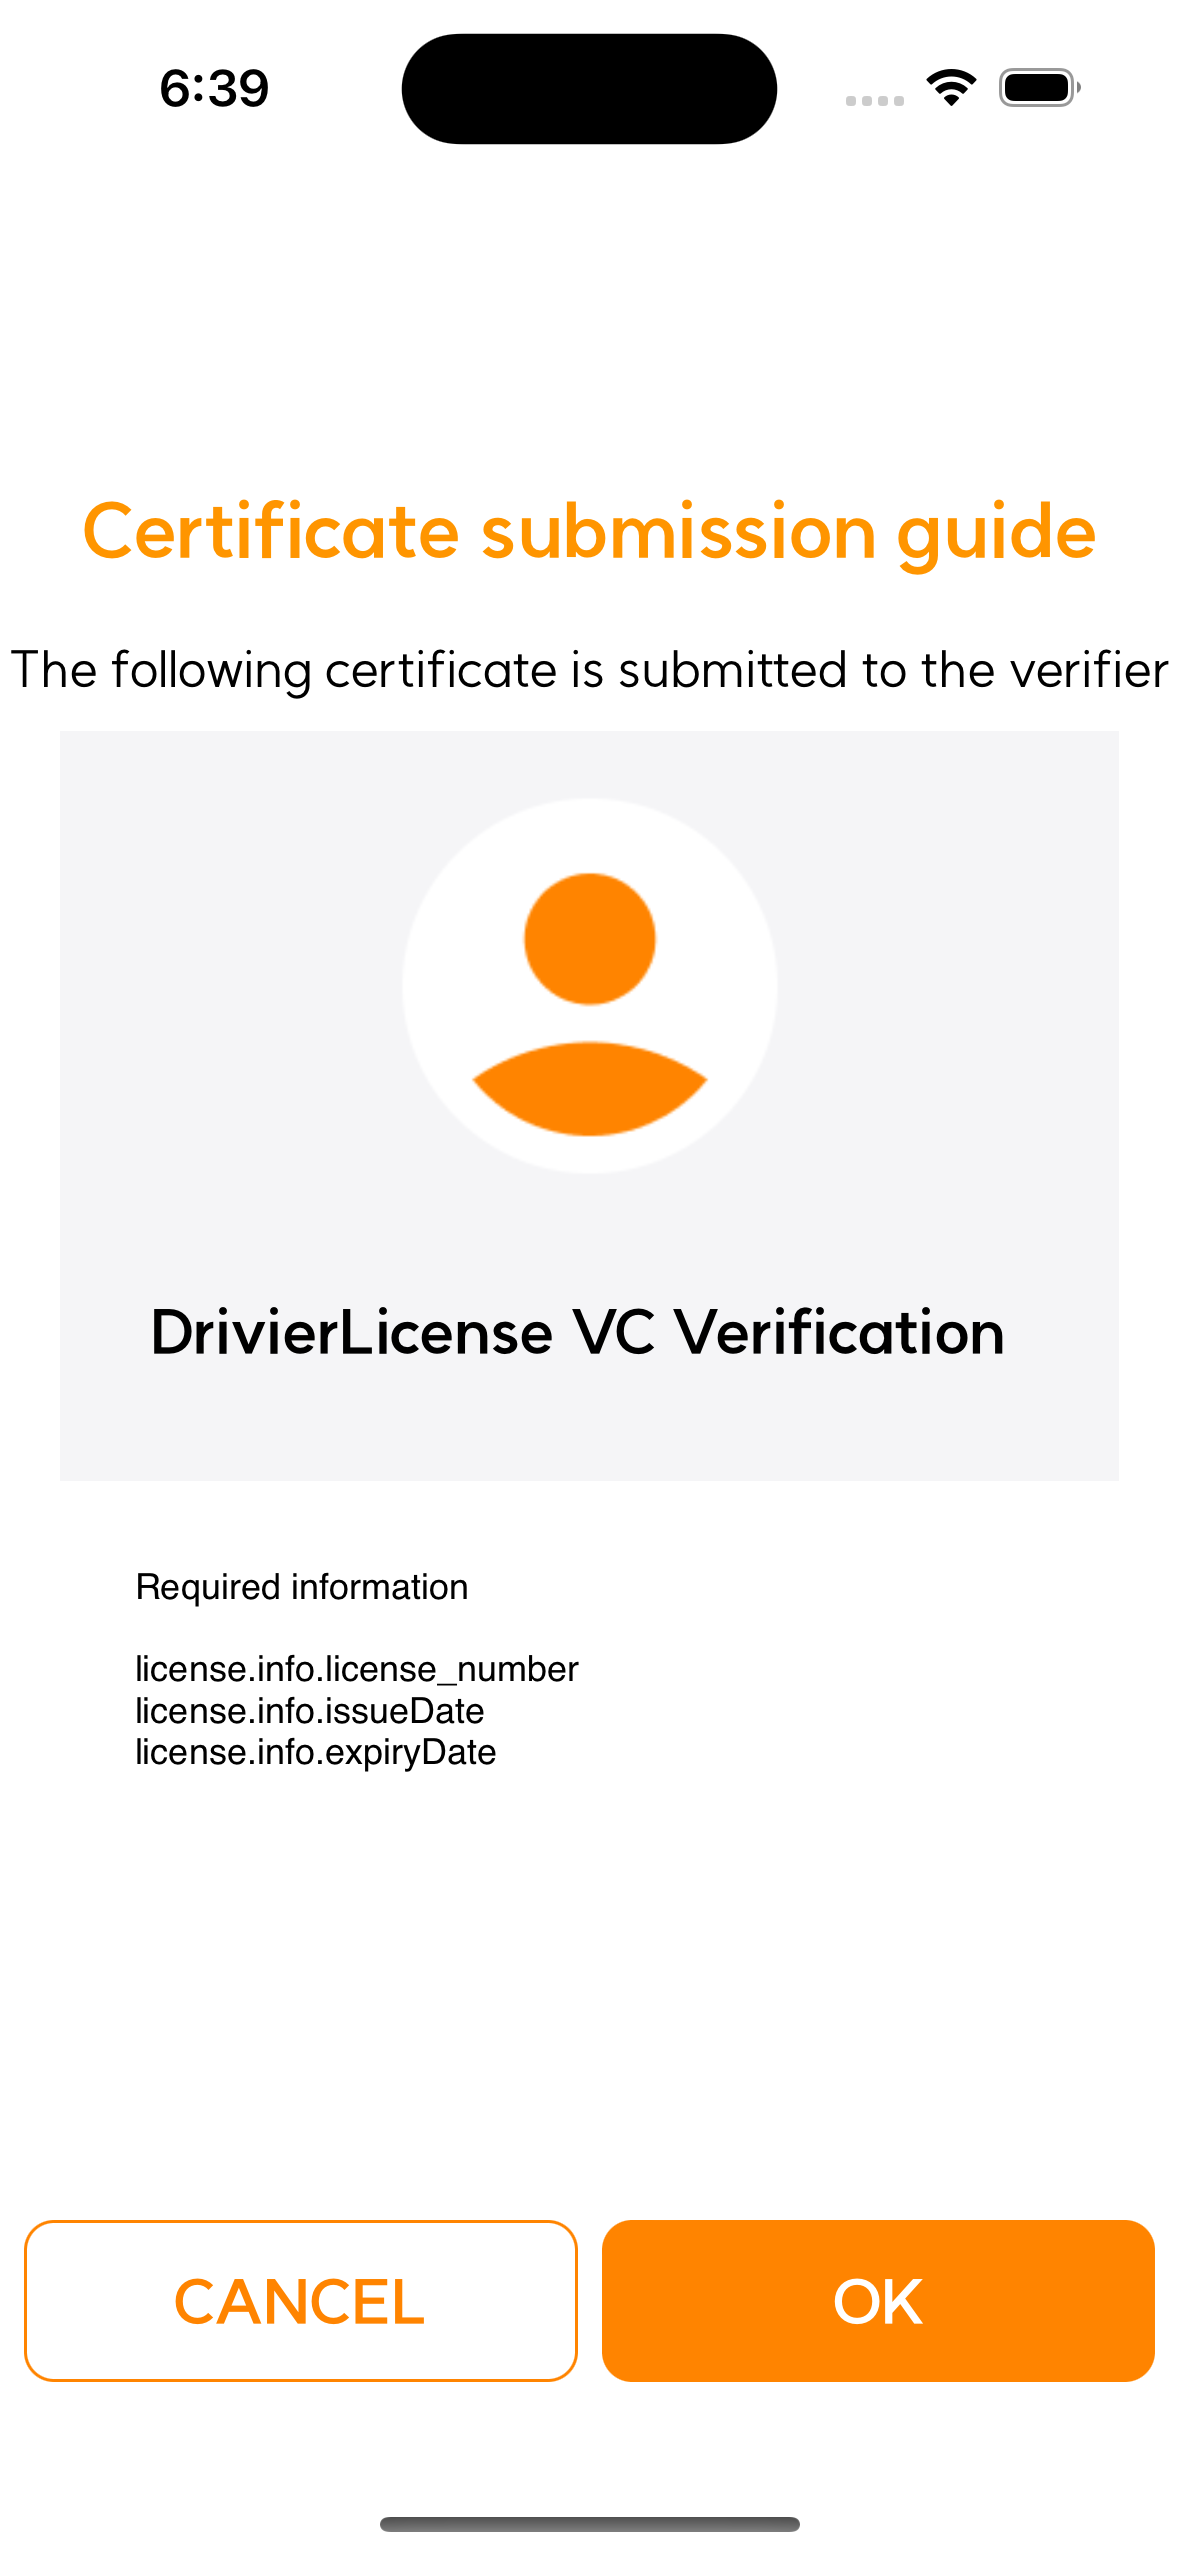 6:39
Certificate submission guide
The following certificate is submitted to the verifier
DrivierLicense VC Verification
Required information
license.info.license_number
license.info.issueDate
license.info.expiryDate
CANCEL
OK